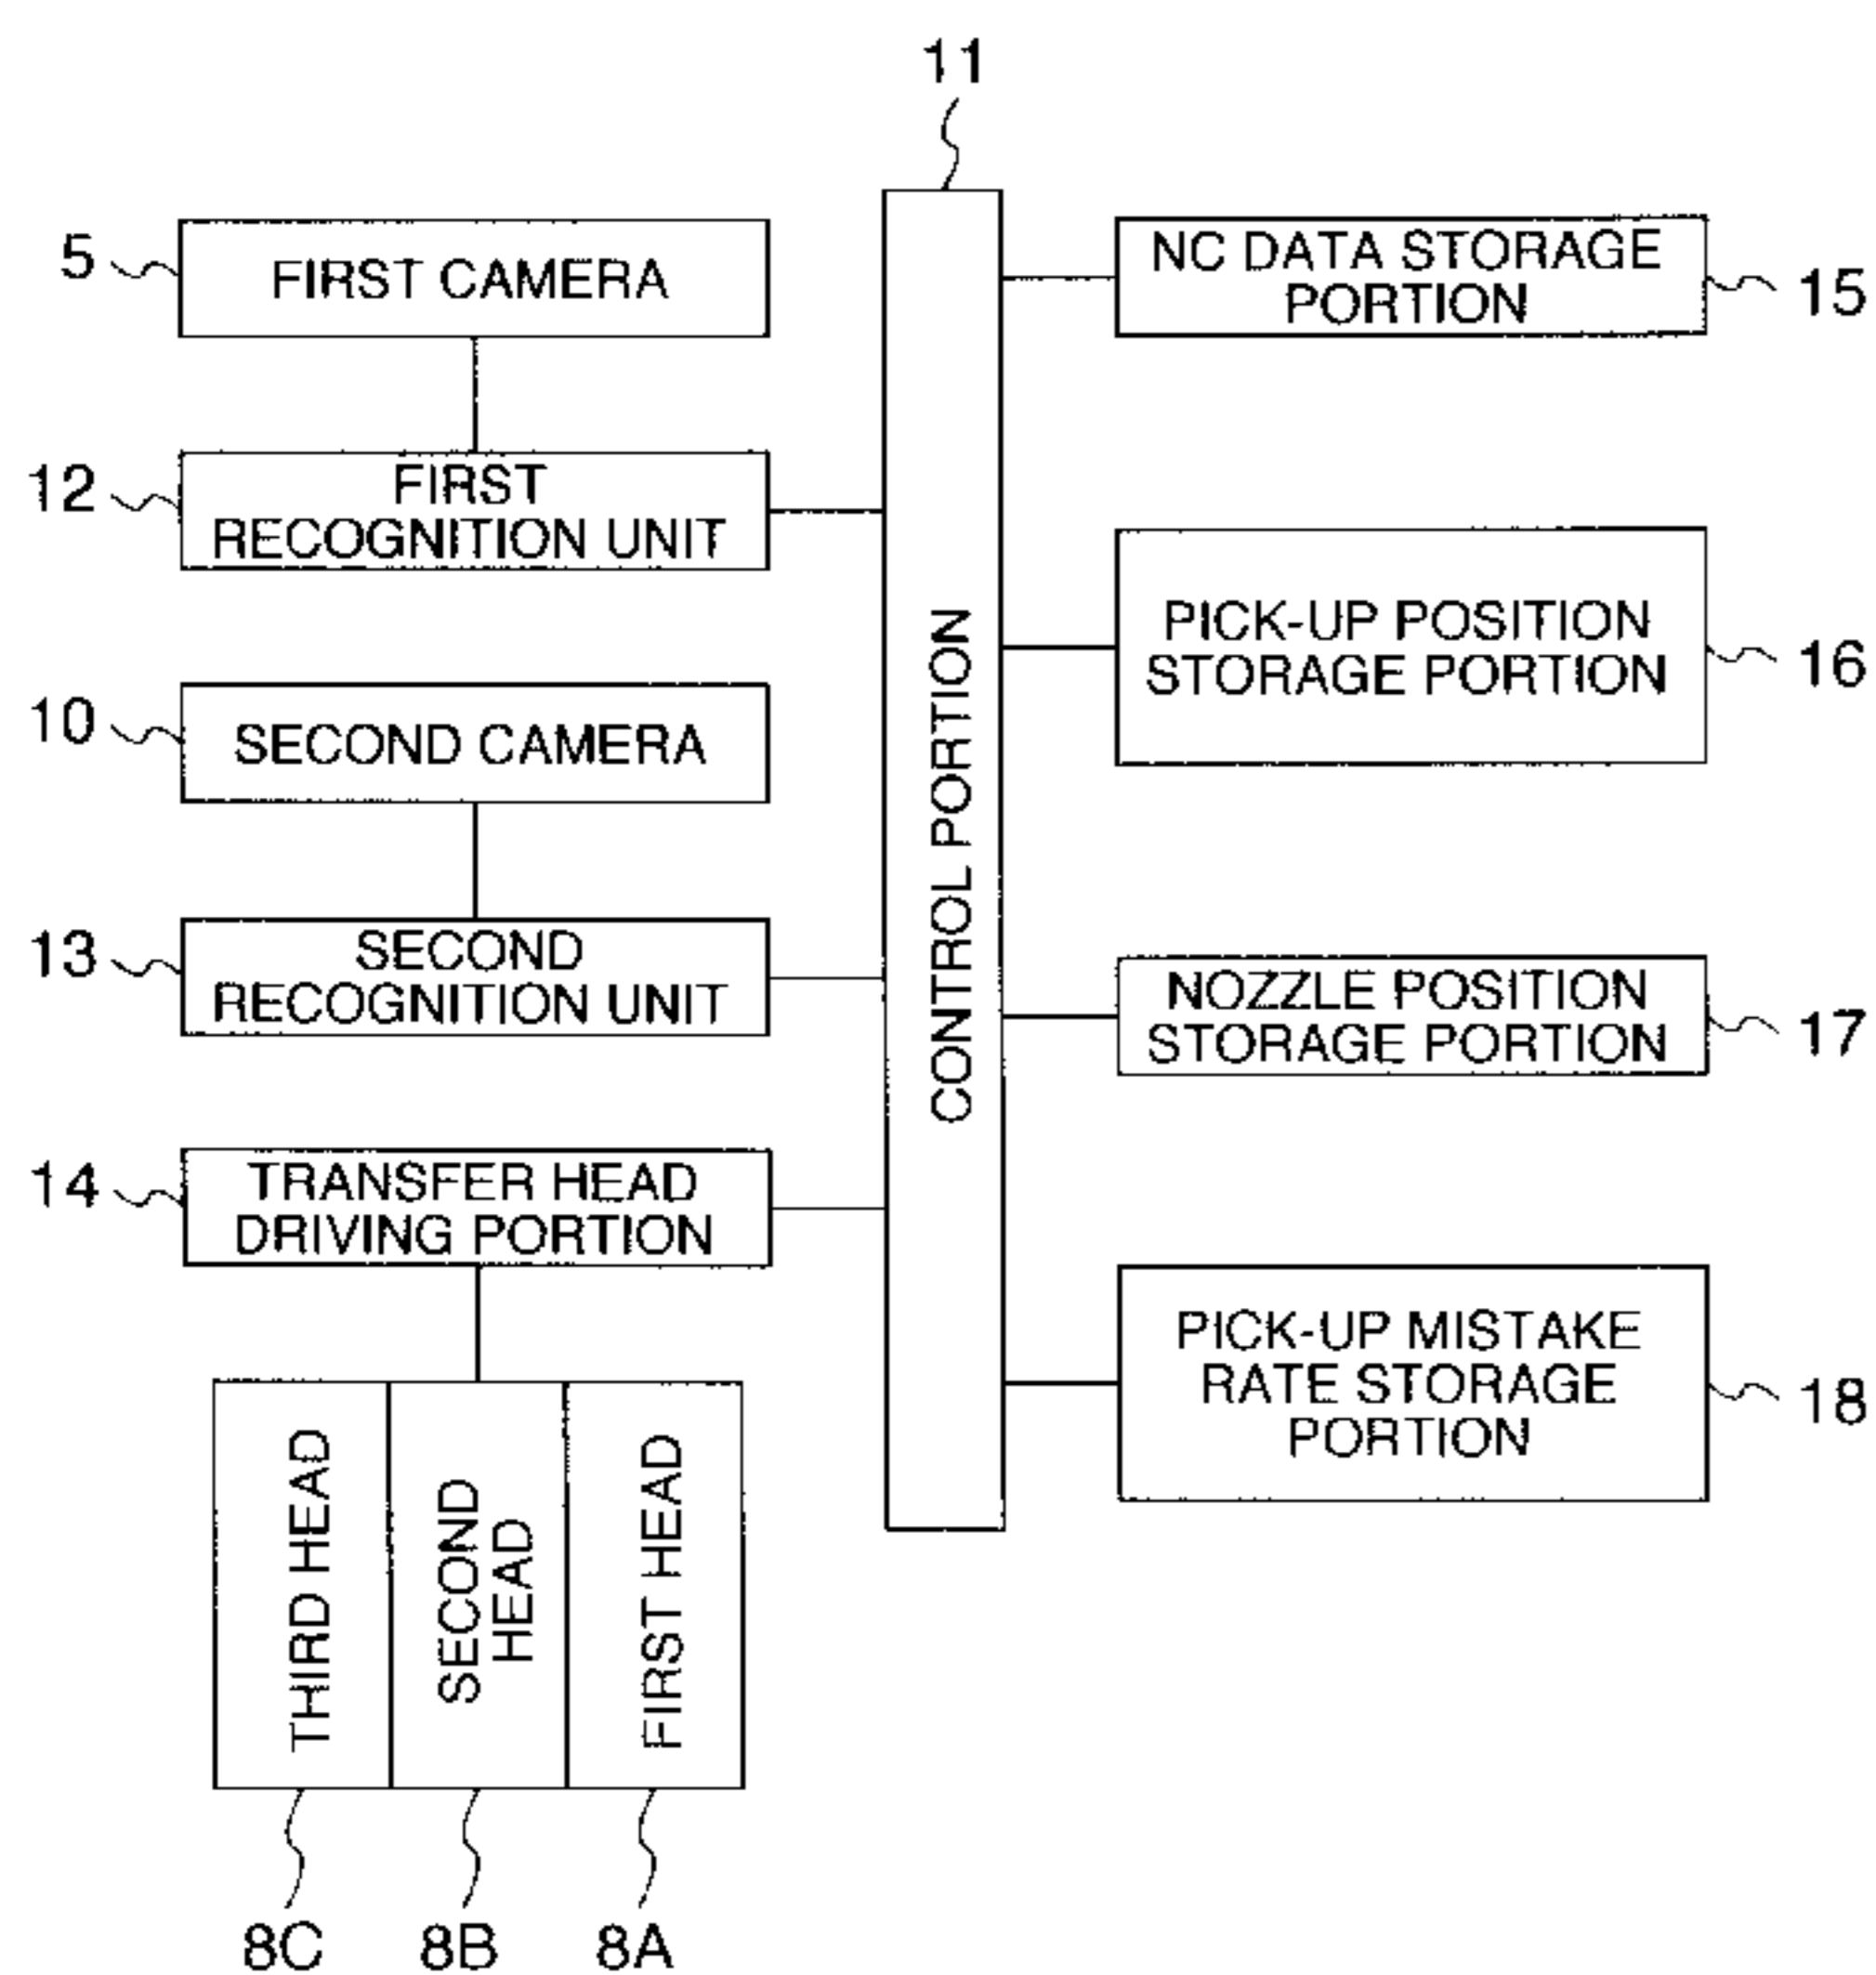 11
5
FIRST CAMERA
12
FIRST
RECOGNITION UNIT
10
SECOND CAMERA
13
SECOND
RECOGNITION UNIT
14
TRANSFER HEAD
DRIVING PORTION
THIRD HEAD
SECOND
HEAD
FIRST HEAD
8C
8B
8A
CONTROL PORTION
NC DATA STORAGE
PORTION
15
PICK-UP POSITION
STORAGE PORTION
16
NOZZLE POSITION
STORAGE PORTION
17
PICK-UP MISTAKE
RATE STORAGE
PORTION
18